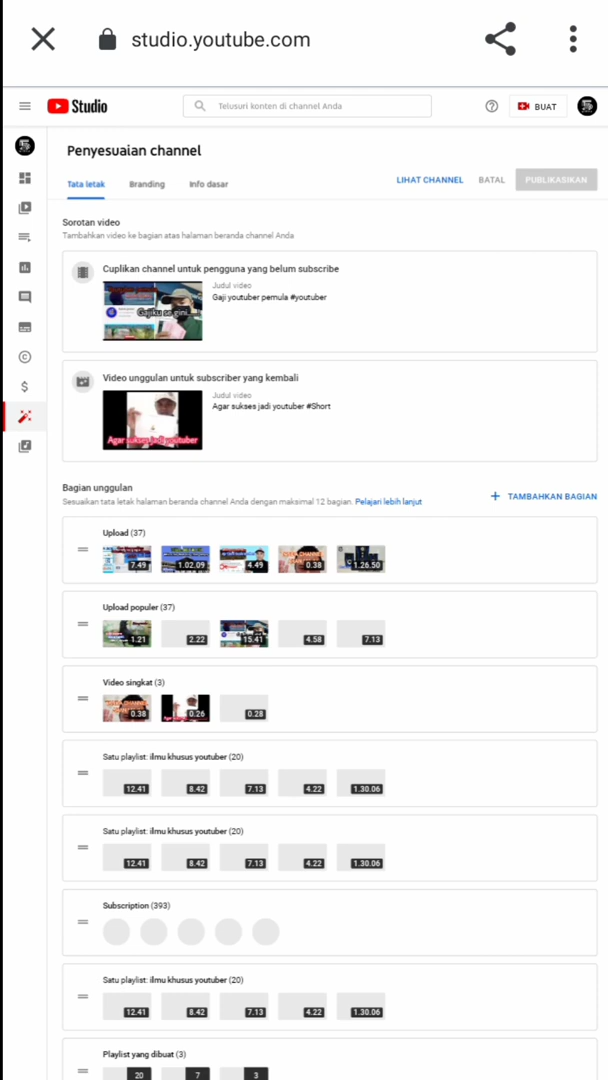 studio.youtube.com
Studio
Telusuri konten di channel Anda
BUAT
Penyesuaian channel
Tata letak
Branding
Info dasar
LIHAT CHANNEL
BATAL
PUBLIKASIKAN
Sorotan video
Tambahkan video ke bagian atas halaman beranda channel Anda
Cuplikan channel untuk pengguna yang belum subscribe
Judul video
Gaji youtuber pemula #youtuber
Gajiku se gini...
Video unggulan untuk subscriber yang kembali
Judul video
Agar sukses jadi youtuber #Short
Agar sukses jadi youtuber
Bagian unggulan
Sesuaikan tata letak halaman beranda channel Anda dengan maksimal 12 bagian. Pelajari lebih lanjut
TAMBAHKAN BAGIAN
Upload (37)
7.49
1.02.09
4.49
0.38
1.26.50
Upload populer (37)
1.21
2.22
15.41
4.58
7.13
Video singkat (3)
0.38
0.26
0.28
Satu playlist: ilmu khusus youtuber (20)
12.41
8.42
7.13
4.22
1.30.06
Satu playlist: ilmu khusus youtuber (20)
12.41
8.42
7.13
4.22
1.30.06
Subscription (393)
Satu playlist: ilmu khusus youtuber (20)
12.41
8.42
7.13
4.22
1.30.06
Playlist yang dibuat (3)
20
7
3